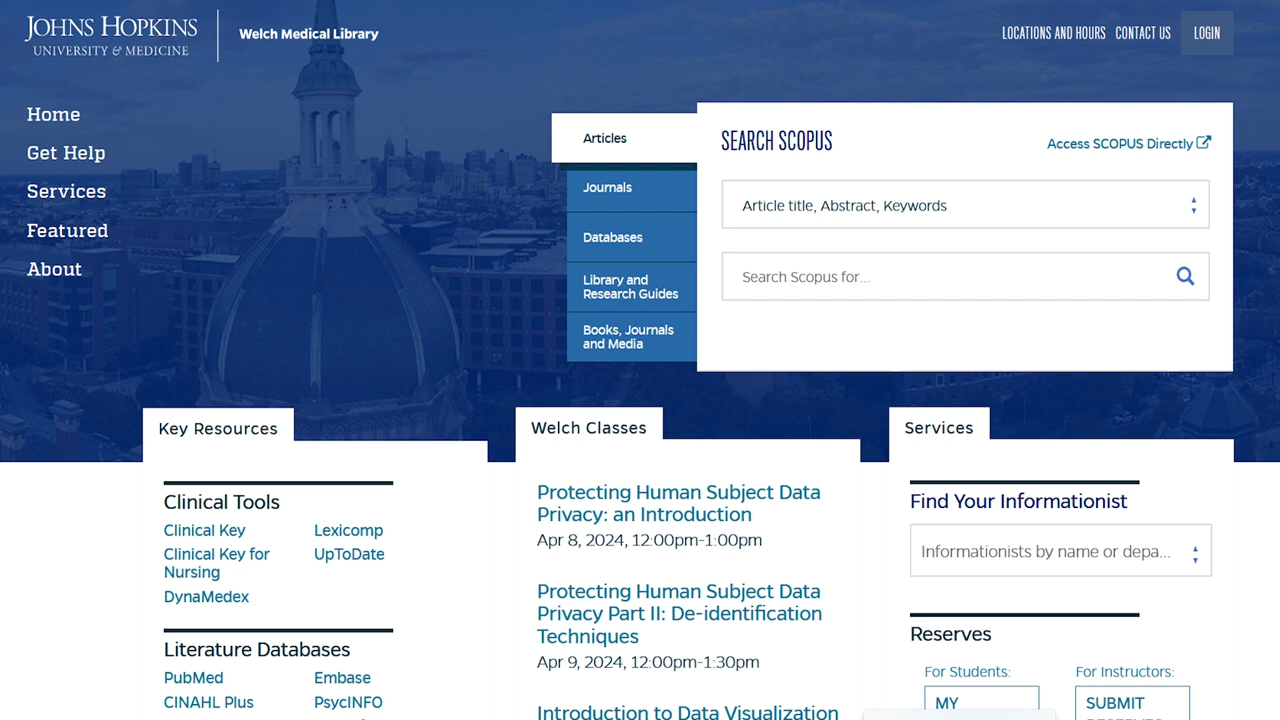 JOHNS HOPKINS
UNIVERSITY & MEDICINE
Welch Medical Library
LOCATIONS AND HOURS
CONTACT US
LOGIN
Home
Get Help
Services
Featured
About
Articles
Journals
Databases
Library and
Research Guides
Books, Journals
and Media
SEARCH SCOPUS
Access SCOPUS Directly
Article title, Abstract, Keywords
Search Scopus for...
Key Resources
Clinical Tools
Clinical Key
Lexicomp
Clinical Key for
Nursing
UpToDate
DynaMedex
Literature Databases
PubMed
Embase
CINAHL Plus
PsycINFO
Welch Classes
Protecting Human Subject Data
Privacy: an Introduction
Apr 8, 2024, 12:00pm-1:00pm
Protecting Human Subject Data
Privacy Part II: De-identification
Techniques
Apr 9, 2024, 12:00pm-1:30pm
Introduction to Data Visualization
Services
Find Your Informationist
Informationists by name or depa...
Reserves
For Students:
MY
For Instructors:
SUBMIT
RESERVES